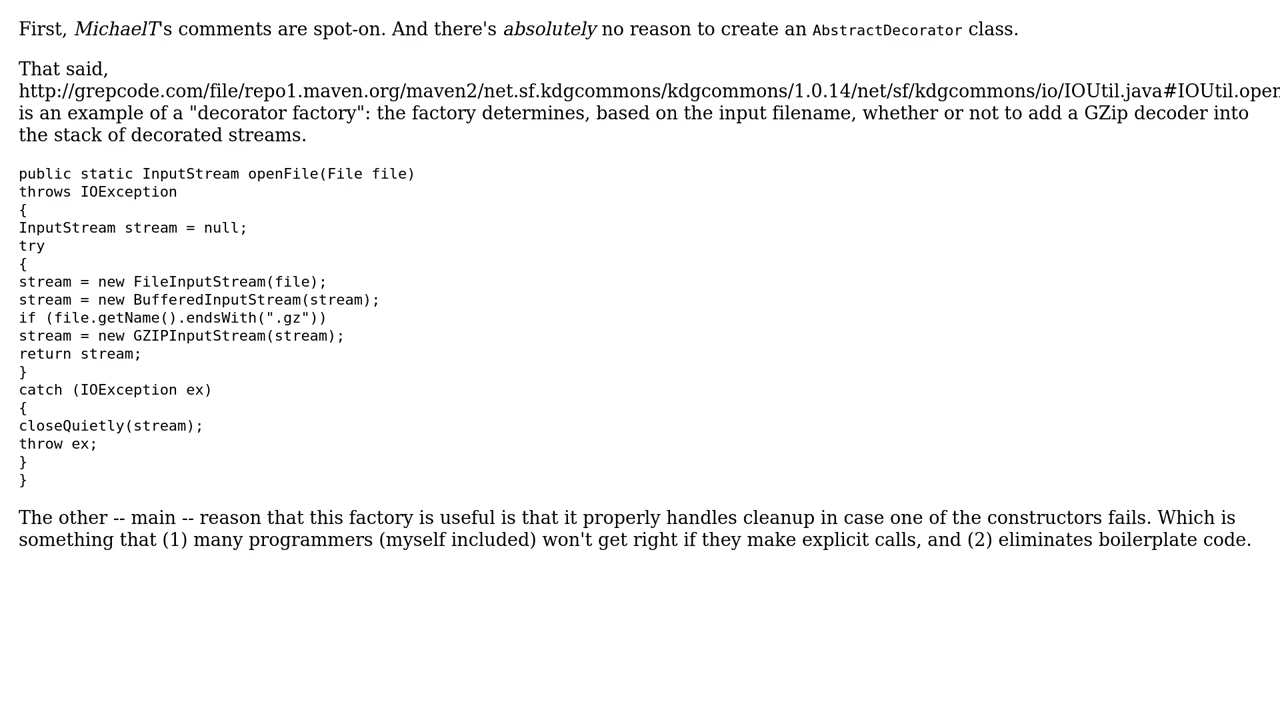 First, MichaelT's comments are spot-on. And there's absolutely no reason to create an AbstractDecorator class.
That said,
http://grepcode.com/file/repo1.maven.org/maven2/net.sf.kdgcommons/kdgcommons/1.0.14/net/sf/kdgcommons/io/IOUtil.java#IOUtil.open
is an example of a "decorator factory": the factory determines, based on the input filename, whether or not to add a GZip decoder into
the stack of decorated streams.
public static InputStream openFile(File file)
throws IOException
{
InputStream stream = null;
try
{
stream = new FileInputStream(file);
stream = new BufferedInputStream(stream);
if (file.getName().endsWith(".gz"))
stream = new GZIPInputStream(stream);
return stream;
}
catch (IOException ex)
{
closeQuietly(stream);
throw ex;
}
}
The other -- main -- reason that this factory is useful is that it properly handles cleanup in case one of the constructors fails. Which is
something that (1) many programmers (myself included) won't get right if they make explicit calls, and (2) eliminates boilerplate code.